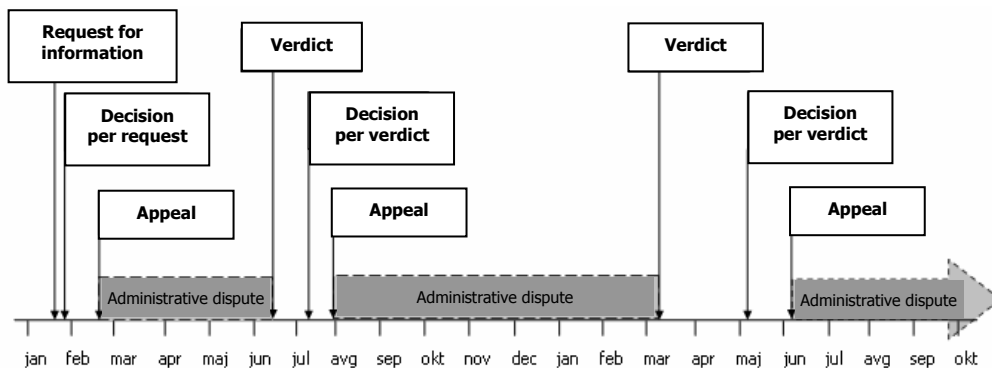 Request for
information
Verdict
Verdict
Decision
per request
Decision
per verdict
Decision
per verdict
Appeal
Appeal
Appeal
Administrative dispute
Administrative dispute
Administrative dispute
jan feb mar apr maj jun jul avg sep okt nov dec jan feb mar apr maj jun jul avg sep okt